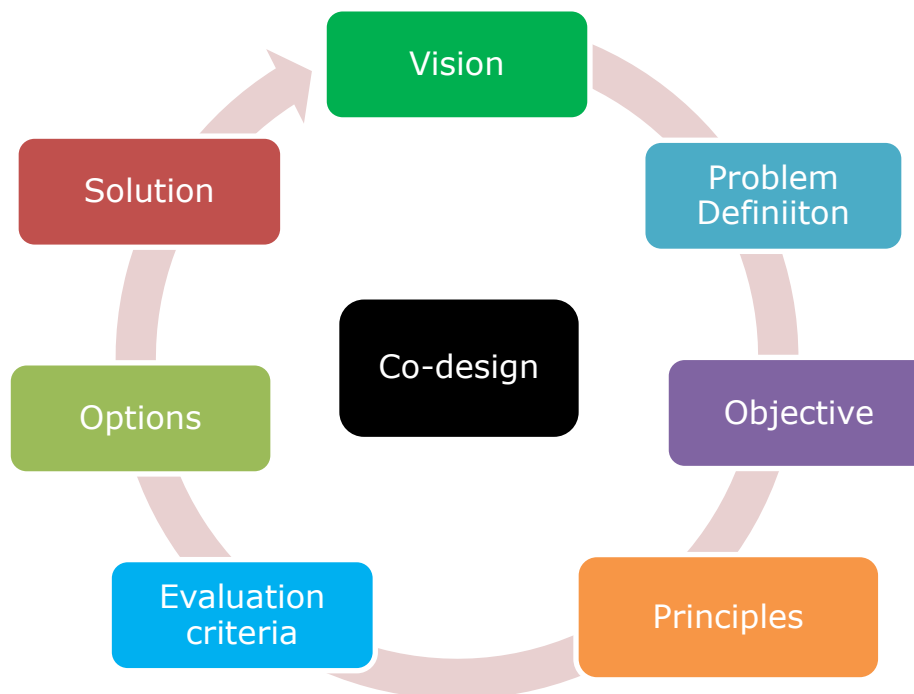 Vision
Problem
Definiiton
Objective
Principles
Evaluation
criteria
Options
Solution
Co-design